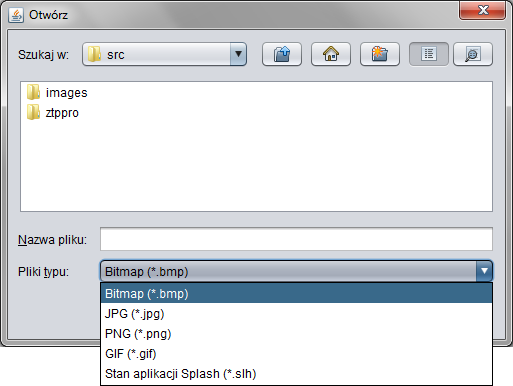 Otwórz
Szukaj w: src
images
ztppro
Nazwa pliku:
Pliki typu: Bitmap (*.bmp)
Bitmap (*.bmp)
JPG (*.jpg)
PNG (*.png)
GIF (*.gif)
Stan aplikacji Splash (*.slh)